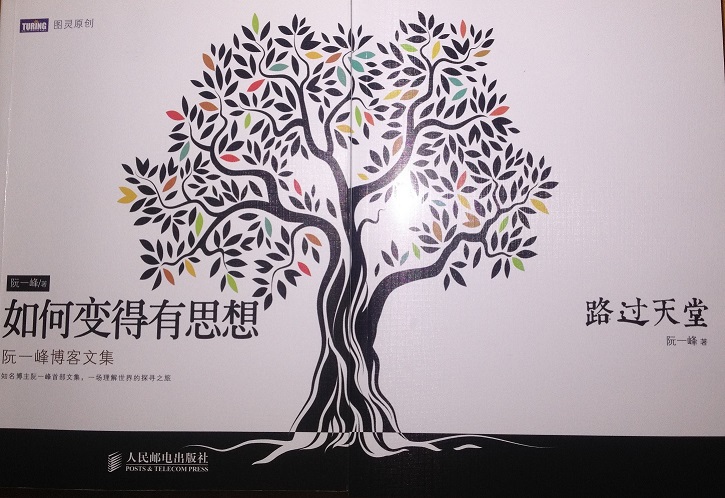 TURING 图灵原创
阮一峰/著
如何变得有思想
阮一峰博客文集
知名博主阮一峰首部文集，一场理解世界的探寻之旅
路过天堂
阮一峰 著
人民邮电出版社
POSTS & TELECOM PRESS